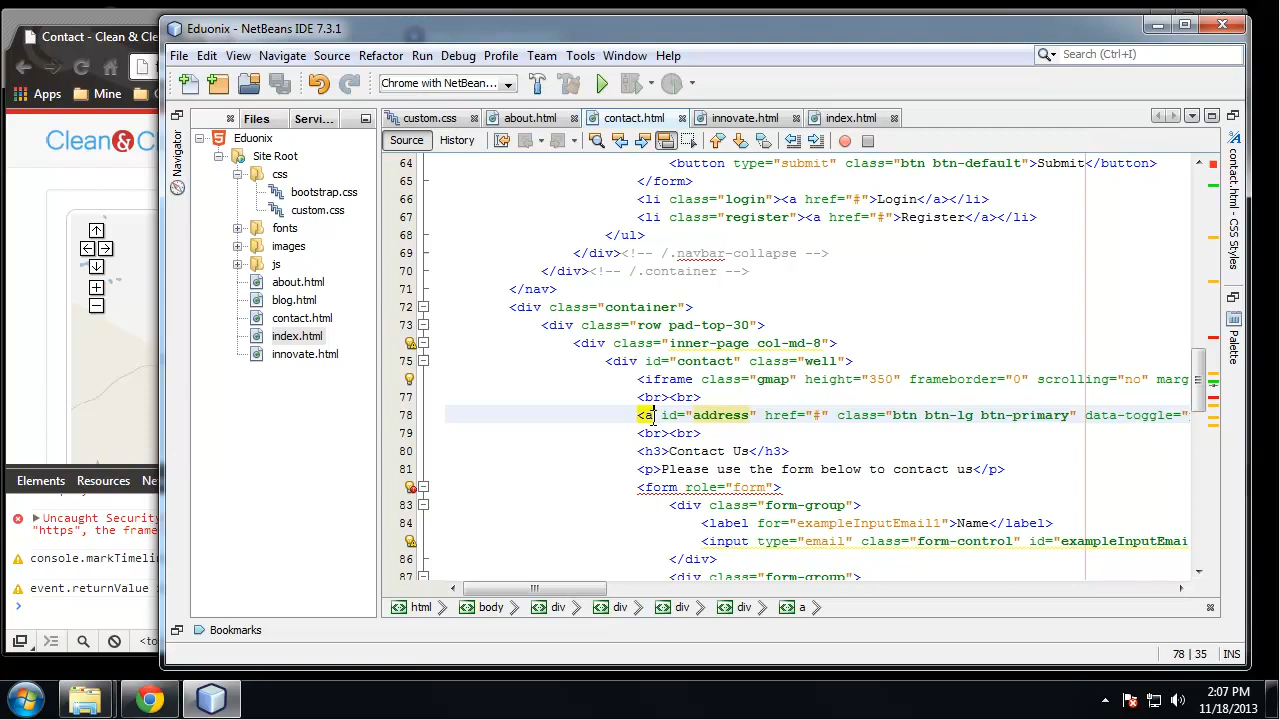 Contact - Clean & Cle
Apps Mine
Clean&Cl
Elements Resources Ne
Uncaught Securit
"https", the frame
console.markTimeli
event.returnValue
<to
Eduonix - NetBeans IDE 7.3.1
File Edit View Navigate Source Refactor Run Debug Profile Team Tools Window Help
Search (Ctrl+I)
Chrome with NetBean...
Files Servi...
Navigator
Eduonix
Site Root
css
bootstrap.css
custom.css
fonts
images
js
about.html
blog.html
contact.html
index.html
innovate.html
custom.css about.html contact.html innovate.html index.html
Source History
64 <button type="submit" class="btn btn-default">Submit</button>
65 </form>
66 <li class="login"><a href="#">Login</a></li>
67 <li class="register"><a href="#">Register</a></li>
68 </ul>
69 </div><!-- /.navbar-collapse -->
70 </div><!-- /.container -->
71 </nav>
72 <div class="container">
73 <div class="row pad-top-30">
<div class="inner-page col-md-8">
75 <div id="contact" class="well">
<iframe class="gmap" height="350" frameborder="0" scrolling="no" marg
77 <br><br>
78 <a id="address" href="#" class="btn btn-lg btn-primary" data-toggle="
79 <br><br>
80 <h3>Contact Us</h3>
81 <p>Please use the form below to contact us</p>
<form role="form">
83 <div class="form-group">
84 <label for="exampleInputEmail1">Name</label>
<input type="email" class="form-control" id="exampleInputEmai
86 </div>
87 <div class="form-group">
html body div div div div a
Bookmarks
78 | 35 INS
contact.html - CSS Styles
Palette
2:07 PM
11/18/2013